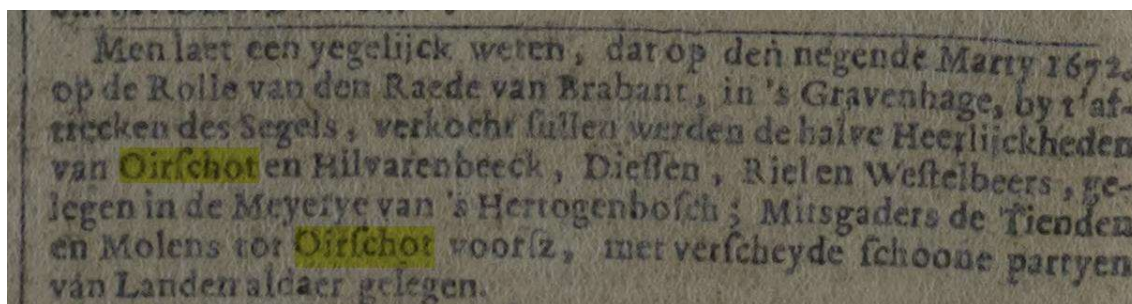 Men laet een yegelijck weten, dat op den negende Marty 1672.
op de Rolle van den Raede van Brabant, in 's Gravenhage, by t'af-
trecken des Segels, verkocht sullen werden de halve Heerlijckheden
van Oirſchot en Hilvarenbeeck, Dieſſen, Riel en Weſtelbeers, ge-
legen in de Meyerye van 's Hertogenboſch; Mitsgaders de Tienden
en Molens tot Oirſchot voorſz, met verſcheyde ſchoone partyen
van Landen aldaer gelegen.